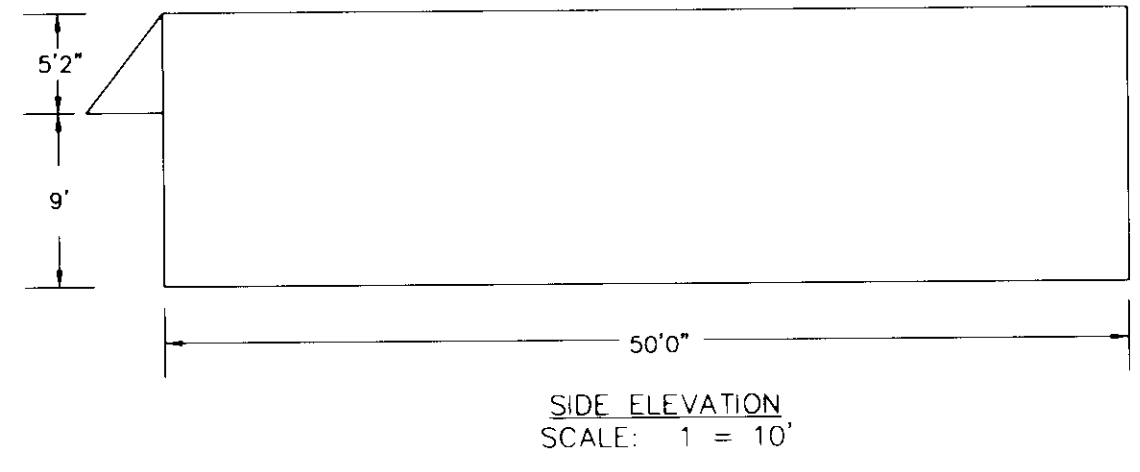 5'2"
9'
50'0"
SIDE ELEVATION
SCALE: 1 = 10'